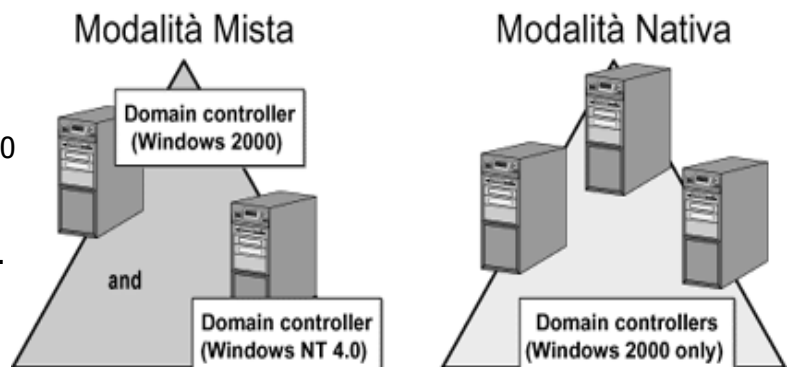 Modalità Mista
Domain controller
(Windows 2000)
and
Domain controller
(Windows NT 4.0)
Modalità Nativa
Domain controllers
(Windows 2000 only)
0
.